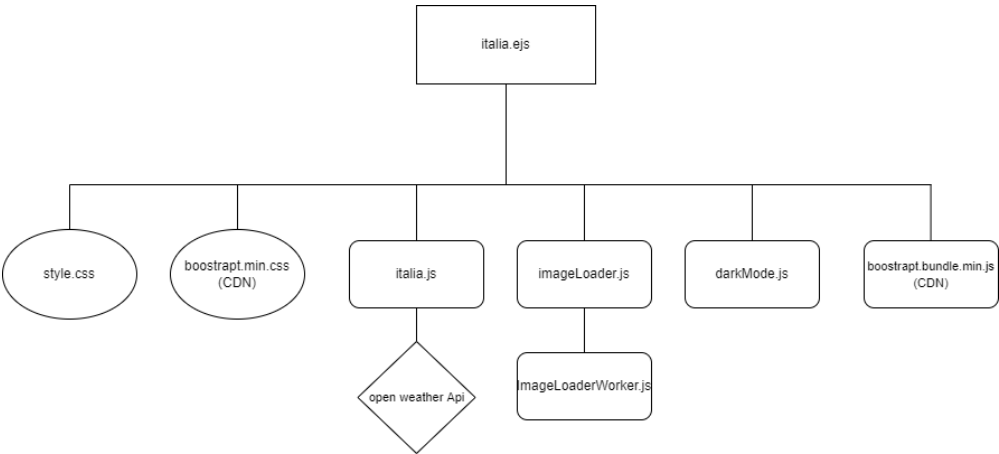 italia.ejs
style.css
boostrapt.min.css
(CDN)
italia.js
imageLoader.js
darkMode.js
boostrapt.bundle.min.js
(CDN)
open weather Api
ImageLoaderWorker.js